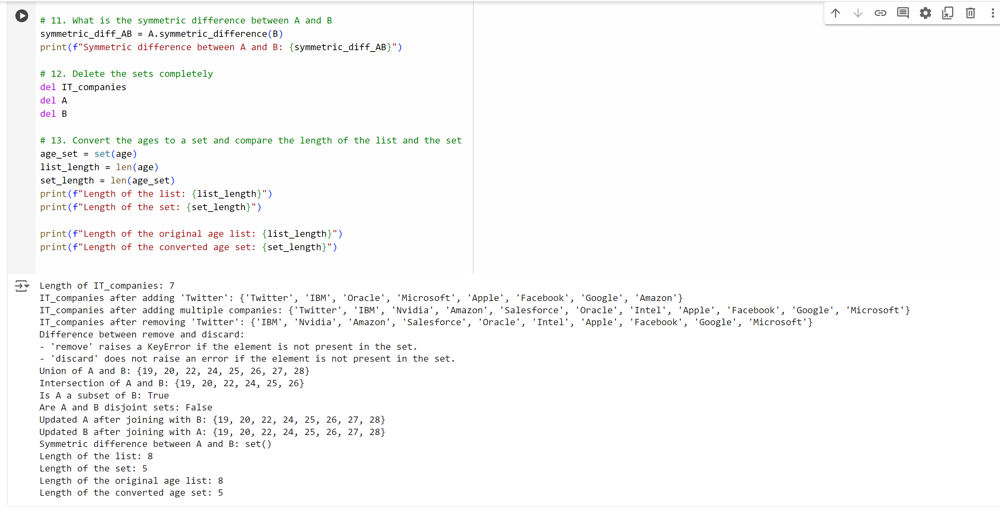 # 11. What is the symmetric difference between A and B
symmetric_diff_AB = A.symmetric_difference(B)
print(f"Symmetric difference between A and B: {symmetric_diff_AB}")
# 12. Delete the sets completely
del IT_companies
del A
del B
# 13. Convert the ages to a set and compare the length of the list and the set
age_set = set(age)
list_length = len(age)
set_length = len(age_set)
print(f"Length of the list: {list_length}")
print(f"Length of the set: {set_length}")
print(f"Length of the original age list: {list_length}")
print(f"Length of the converted age set: {set_length}")
Length of IT_companies: 7
IT_companies after adding 'Twitter': {'Twitter', 'IBM', 'Oracle', 'Microsoft', 'Apple', 'Facebook', 'Google', 'Amazon'}
IT_companies after adding multiple companies: {'Twitter', 'IBM', 'Nvidia', 'Amazon', 'Salesforce', 'Oracle', 'Intel', 'Apple', 'Facebook', 'Google', 'Microsoft'}
IT_companies after removing 'Twitter': {'IBM', 'Nvidia', 'Amazon', 'Salesforce', 'Oracle', 'Intel', 'Apple', 'Facebook', 'Google', 'Microsoft'}
Difference between remove and discard:
- 'remove' raises a KeyError if the element is not present in the set.
- 'discard' does not raise an error if the element is not present in the set.
Union of A and B: {19, 20, 22, 24, 25, 26, 27, 28}
Intersection of A and B: {19, 20, 22, 24, 25, 26}
Is A a subset of B: True
Are A and B disjoint sets: False
Updated A after joining with B: {19, 20, 22, 24, 25, 26, 27, 28}
Updated B after joining with A: {19, 20, 22, 24, 25, 26, 27, 28}
Symmetric difference between A and B: set()
Length of the list: 8
Length of the set: 5
Length of the original age list: 8
Length of the converted age set: 5